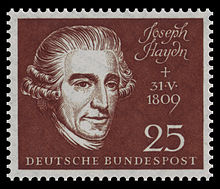 Joseph
Haydn
+
31·V·
1809
25
DEUTSCHE BUNDESPOST